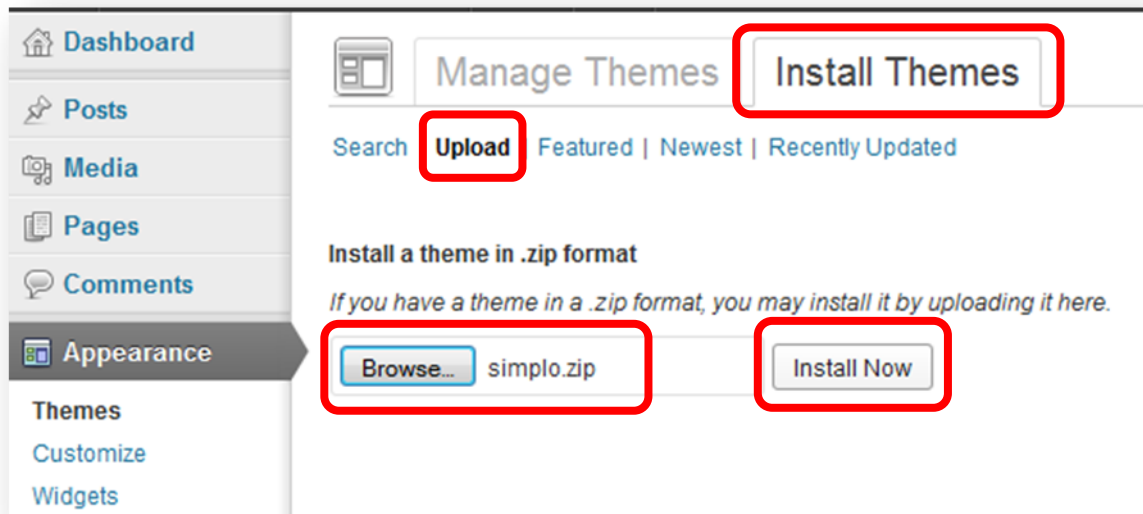 Dashboard
Posts
Media
Pages
Comments
Appearance
Themes
Customize
Widgets
Manage Themes Install Themes
Search Upload Featured | Newest | Recently Updated
Install a theme in .zip format
If you have a theme in a .zip format, you may install it by uploading it here.
Browse... simplo.zip Install Now